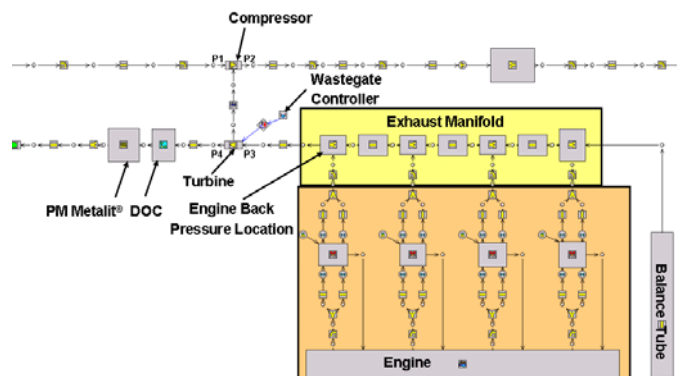 Compressor
P1 P2
Wastegate
Controller
Exhaust Manifold
P4 P3
Turbine
PM Metalit® DOC
Engine Back
Pressure Location
Balance Tube
Engine